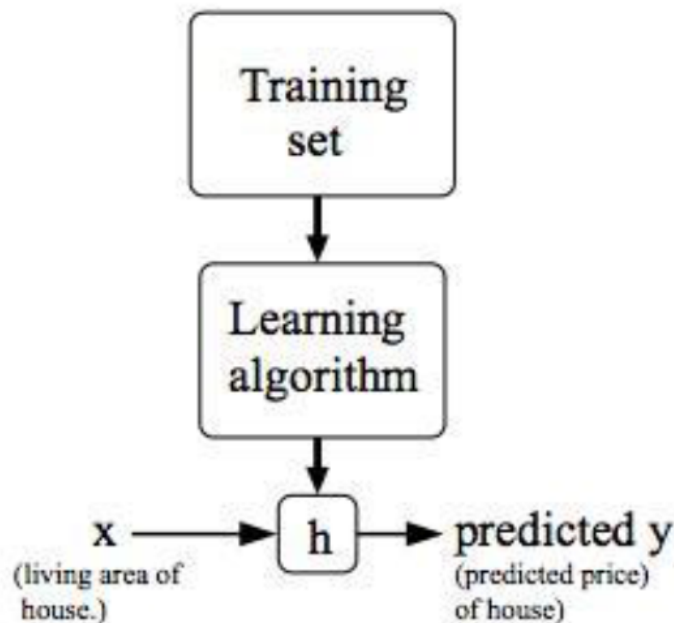 Training
set
Learning
algorithm
x
h
predicted y
(living area of
house.)
(predicted price)
of house)